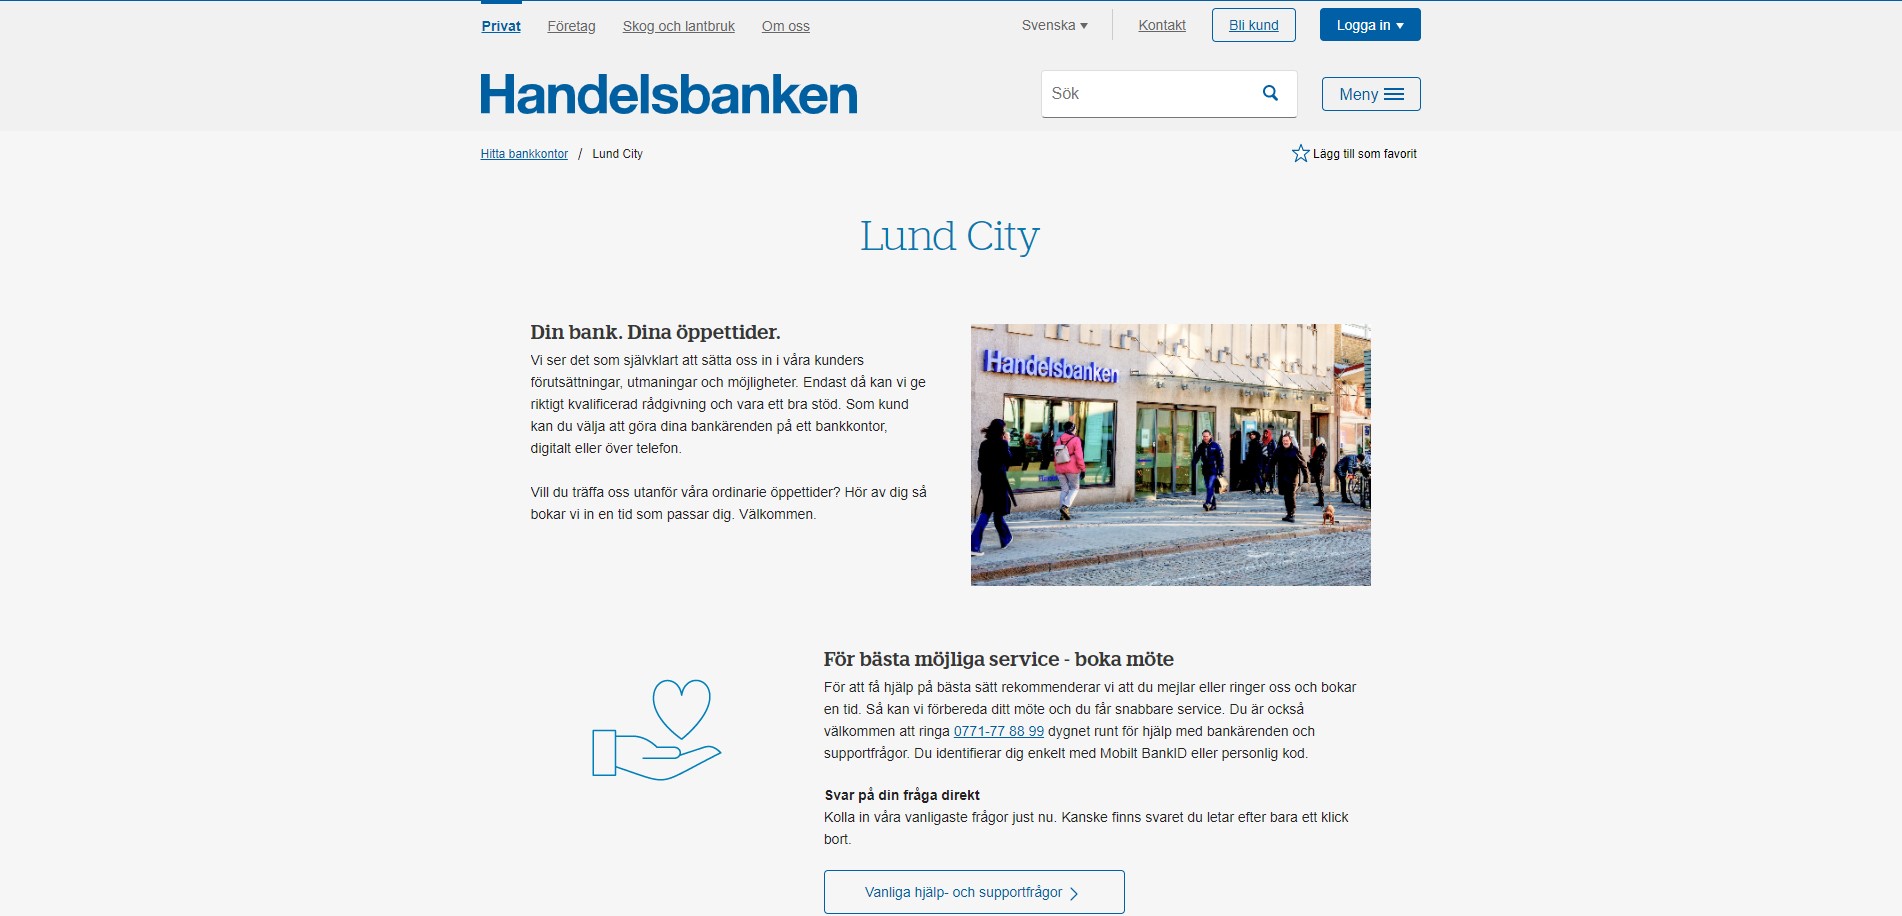 Privat Företag Skog och lantbruk Om oss Svenska Kontakt Bli kund Logga in
Handelsbanken Sök Meny
Hitta bankkontor / Lund City Lägg till som favorit
Lund City
Din bank. Dina öppettider.
Vi ser det som självklart att sätta oss in i våra kunders
förutsättningar, utmaningar och möjligheter. Endast då kan vi ge
riktigt kvalificerad rådgivning och vara ett bra stöd. Som kund
kan du välja att göra dina bankärenden på ett bankkontor,
digitalt eller över telefon.
Vill du träffa oss utanför våra ordinarie öppettider? Hör av dig så
bokar vi in en tid som passar dig. Välkommen.
Handelsbanken
För bästa möjliga service - boka möte
För att få hjälp på bästa sätt rekommenderar vi att du mejlar eller ringer oss och bokar
en tid. Så kan vi förbereda ditt möte och du får snabbare service. Du är också
välkommen att ringa 0771-77 88 99 dygnet runt för hjälp med bankärenden och
supportfrågor. Du identifierar dig enkelt med Mobilt BankID eller personlig kod.
Svar på din fråga direkt
Kolla in våra vanligaste frågor just nu. Kanske finns svaret du letar efter bara ett klick
bort.
Vanliga hjälp- och supportfrågor